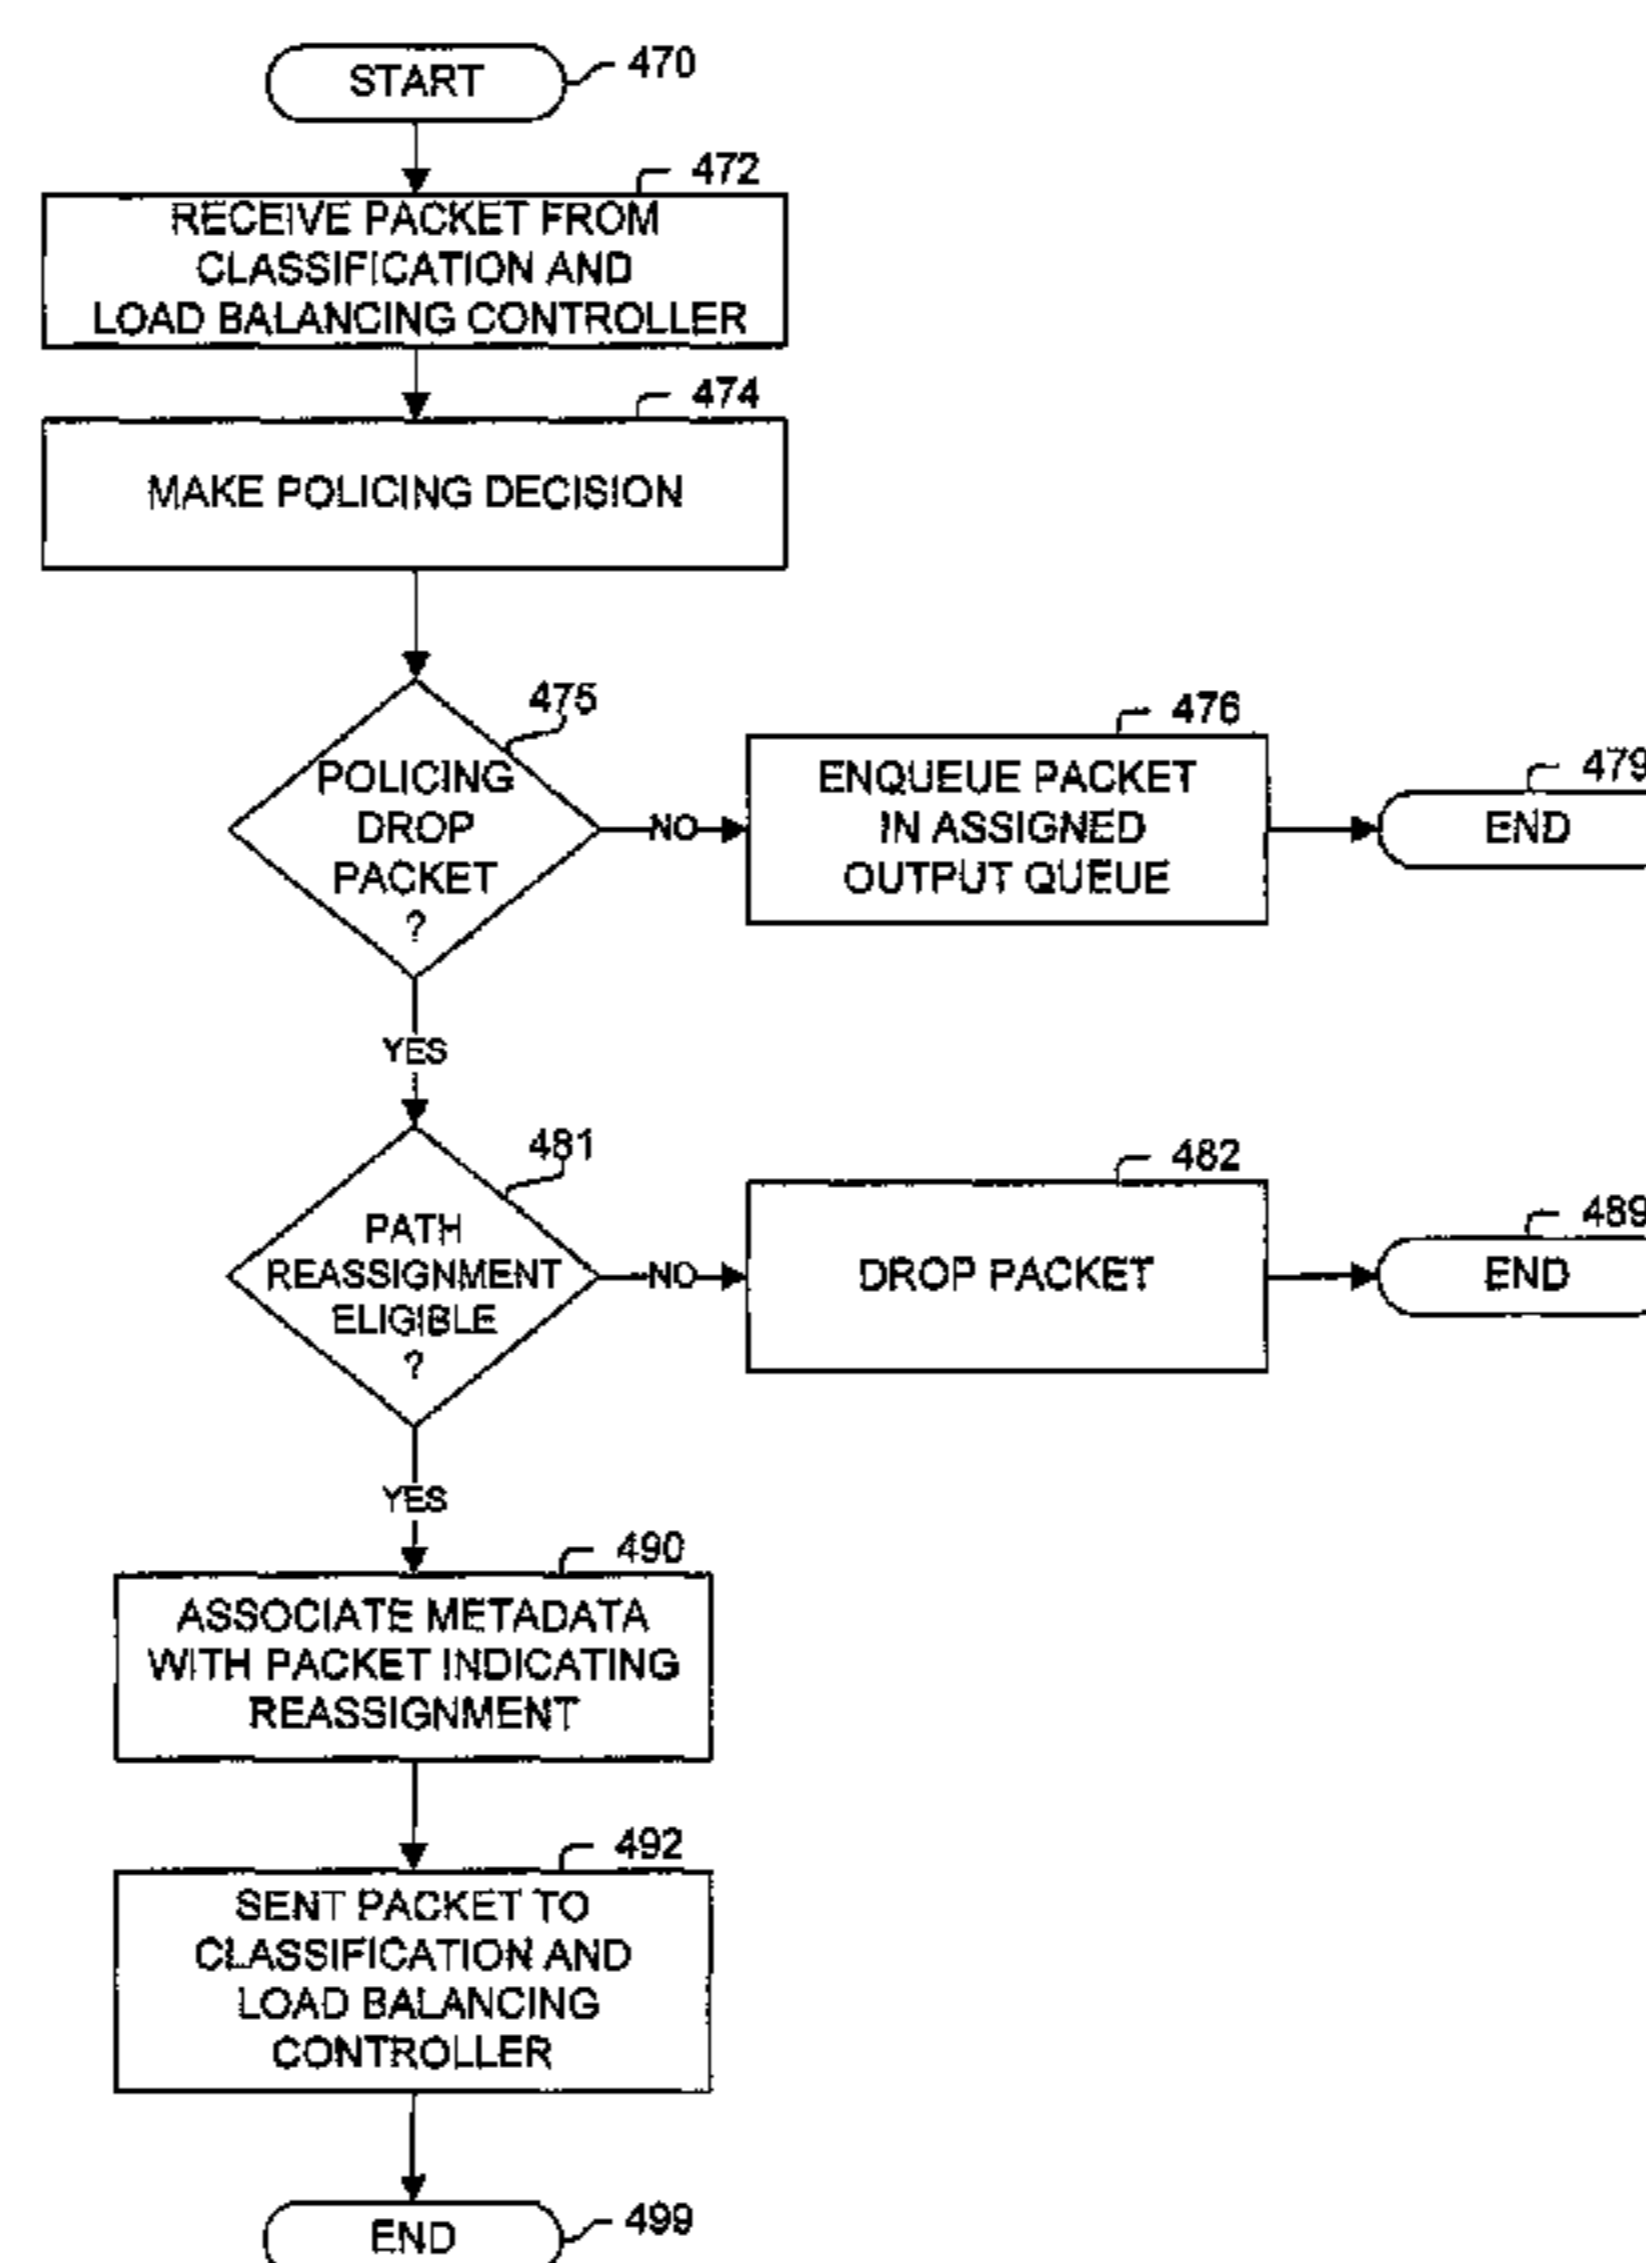 START
470
472
RECEIVE PACKET FROM
CLASSIFICATION AND
LOAD BALANCING CONTROLLER
474
MAKE POLICING DECISION
475
POLICING
DROP
PACKET
?
NO
476
ENQUEUE PACKET
IN ASSIGNED
OUTPUT QUEUE
479
END
YES
481
PATH
REASSIGNMENT
ELIGIBLE
?
NO
482
DROP PACKET
489
END
YES
490
ASSOCIATE METADATA
WITH PACKET INDICATING
REASSIGNMENT
492
SENT PACKET TO
CLASSIFICATION AND
LOAD BALANCING
CONTROLLER
END
499